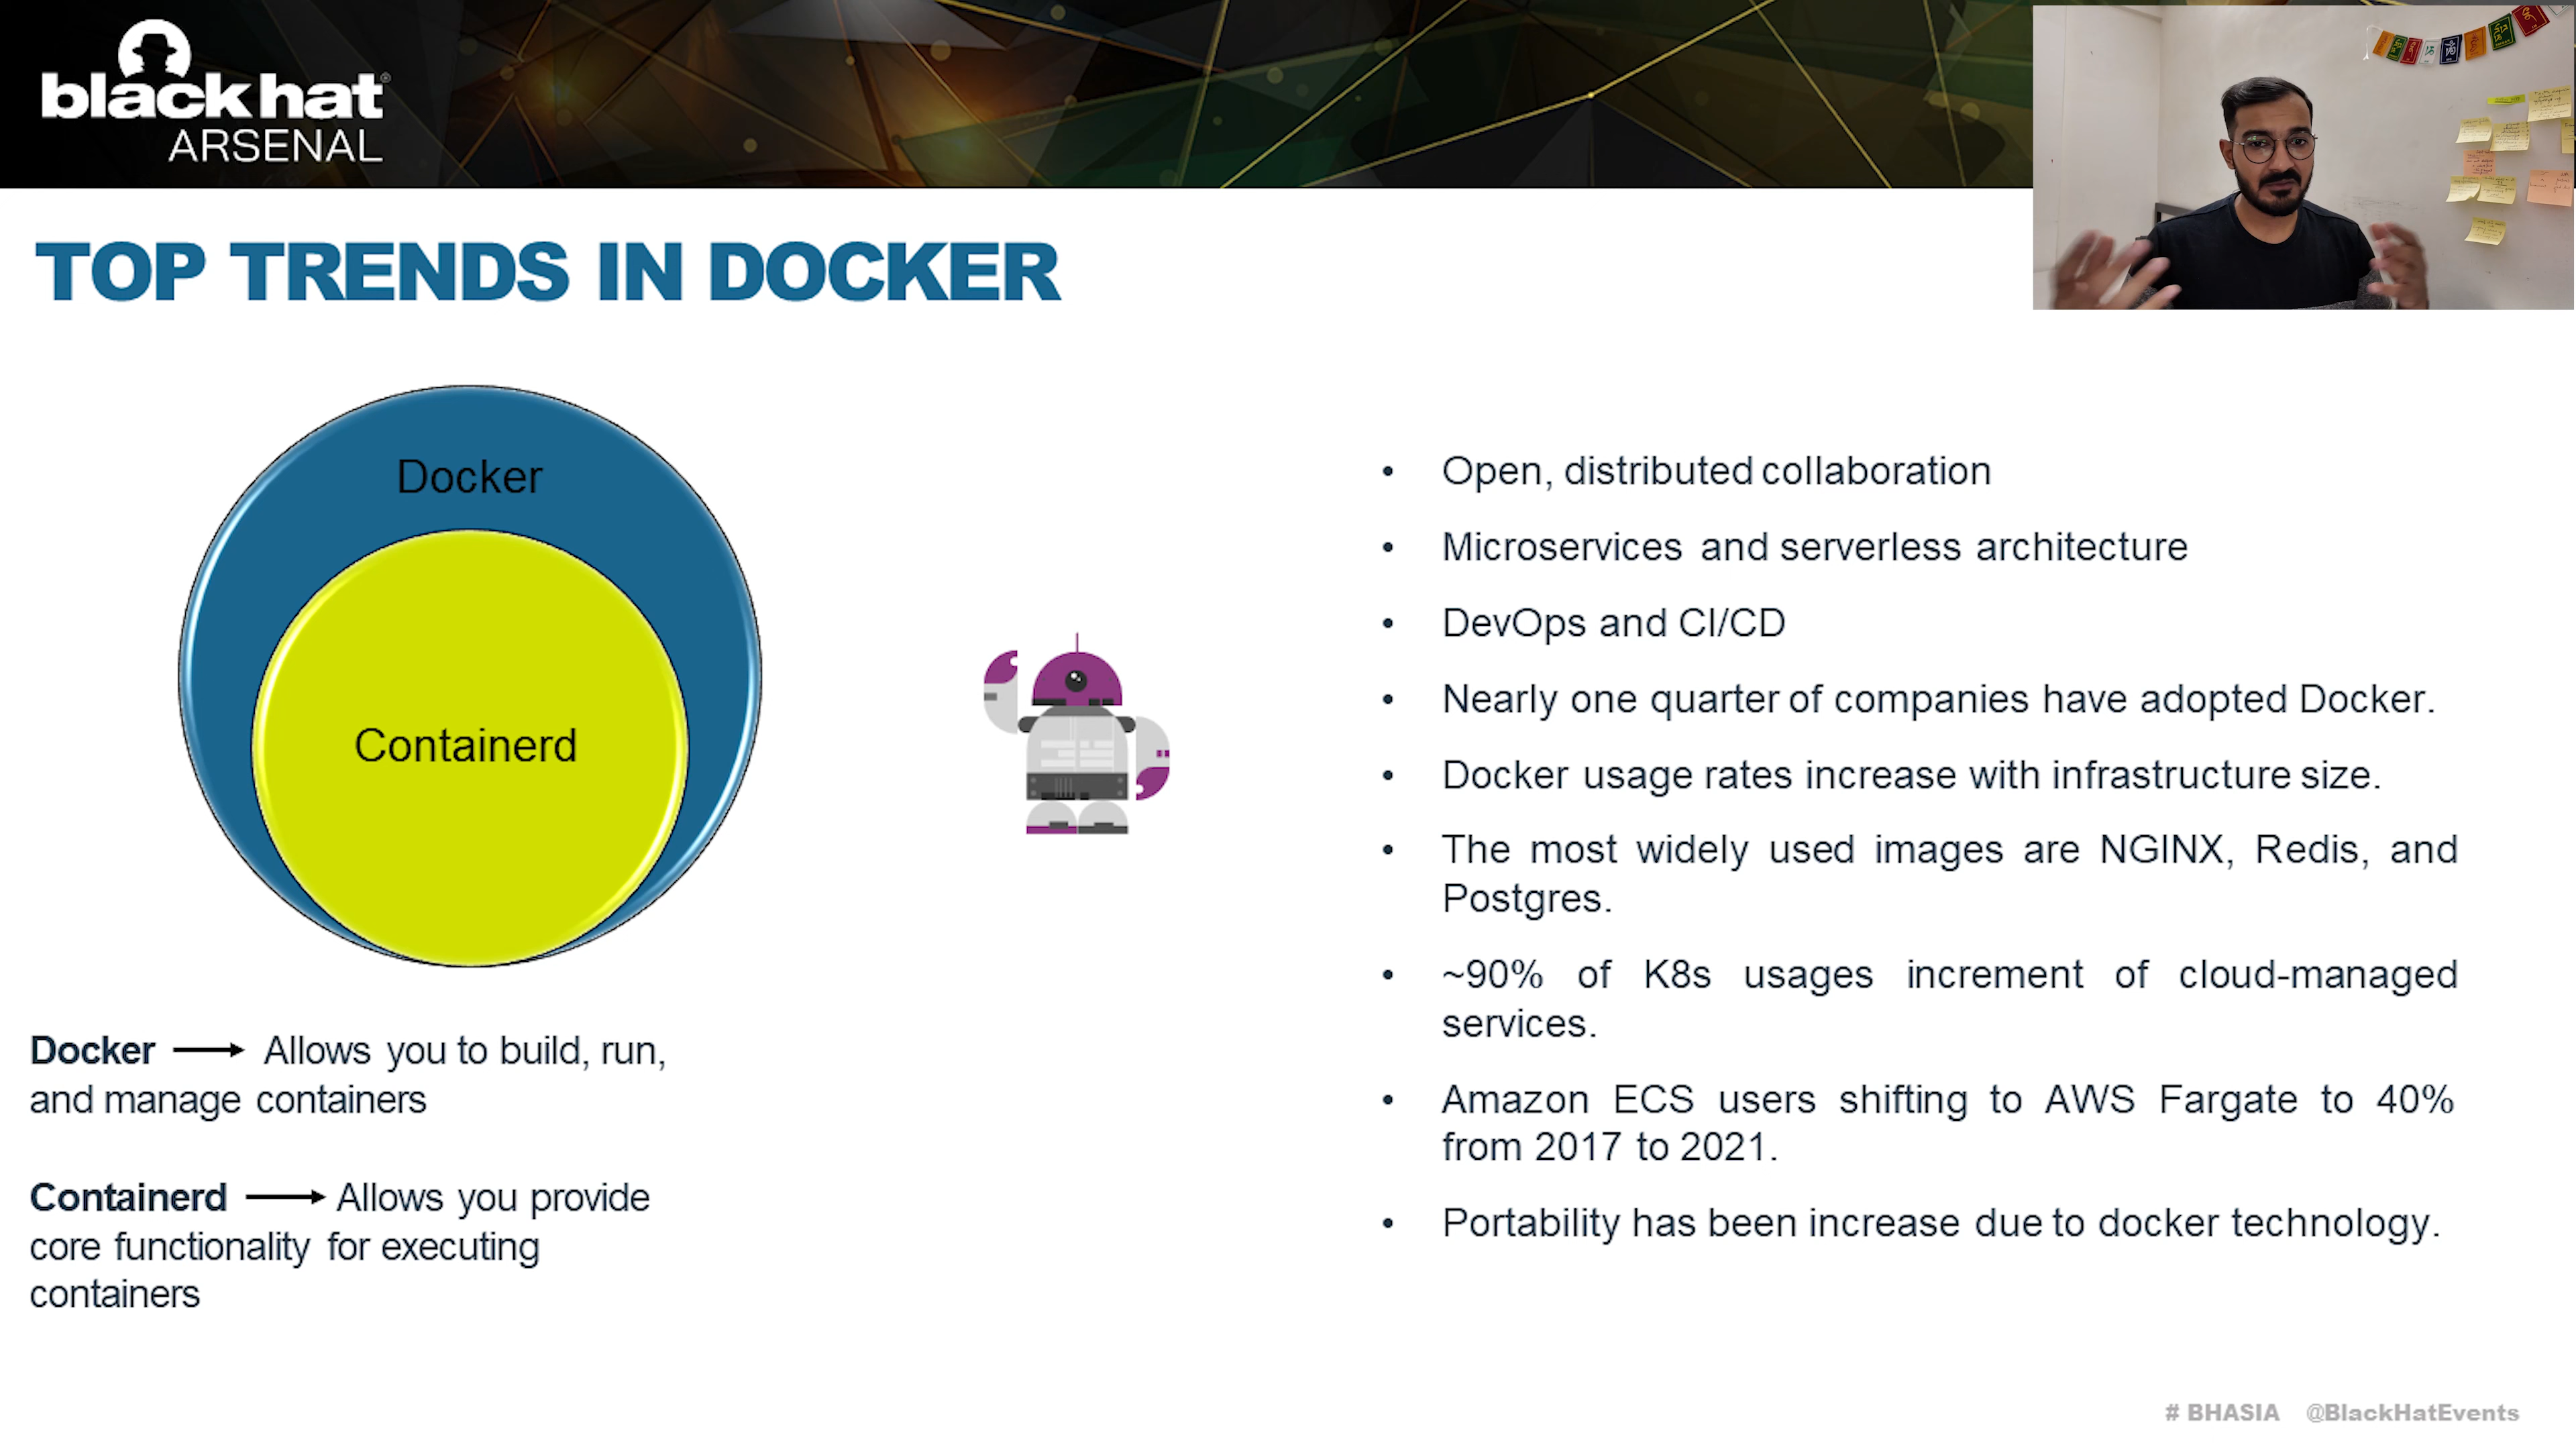 black hat®
ARSENAL
TOP TRENDS IN DOCKER
Docker
Containerd
Docker → Allows you to build, run,
and manage containers
Containerd → Allows you provide
core functionality for executing
containers
• Open, distributed collaboration
• Microservices and serverless architecture
• DevOps and CI/CD
• Nearly one quarter of companies have adopted Docker.
• Docker usage rates increase with infrastructure size.
• The most widely used images are NGINX, Redis, and
Postgres.
• ~90% of K8s usages increment of cloud-managed
services.
• Amazon ECS users shifting to AWS Fargate to 40%
from 2017 to 2021.
• Portability has been increase due to docker technology.
# BHASIA @BlackHatEvents